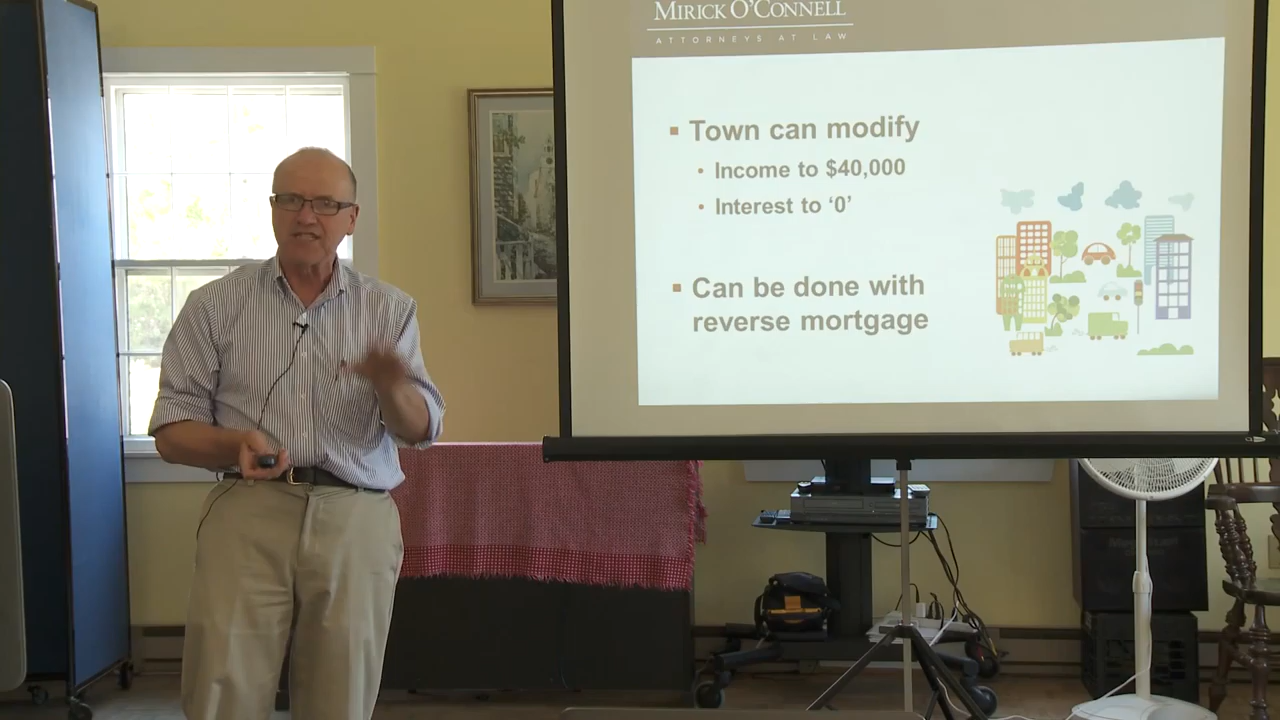 MIRICK O'CONNELL
ATTORNEYS AT LAW
Town can modify
Income to $40,000
Interest to ‘0’
Can be done with
reverse mortgage